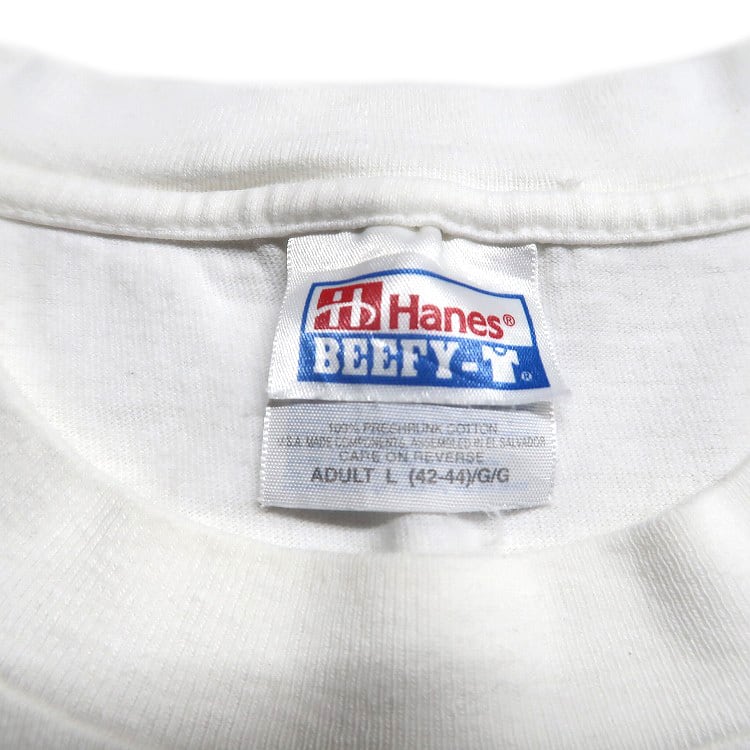 Hanes®
BEEFY-T®
100% PRESHRUNK COTTON
U.S.A. MADE COMPONENTS, ASSEMBLED IN EL SALVADOR
CARE ON REVERSE
ADULT L (42-44)/G/G